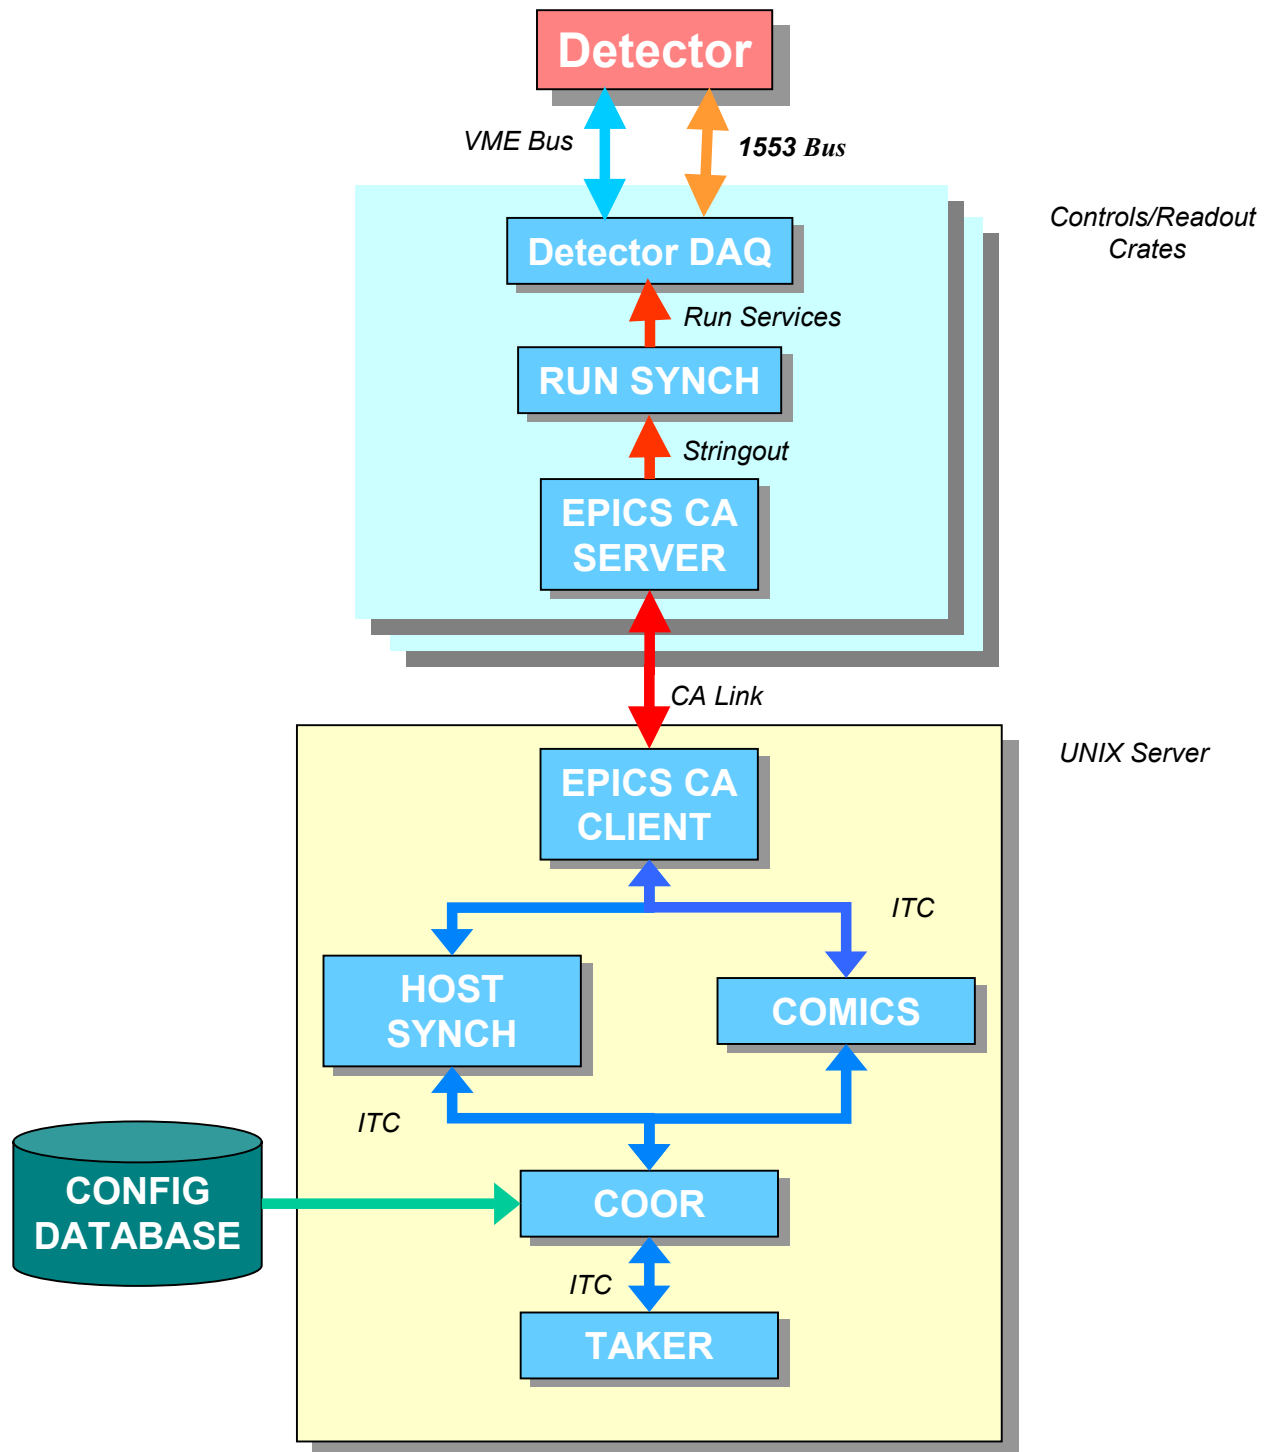 Detector
VME Bus
1553 Bus
Controls/Readout
Crates
Detector DAQ
Run Services
RUN SYNCH
Stringout
EPICS CA
SERVER
CA Link
UNIX Server
EPICS CA
CLIENT
ITC
HOST
SYNCH
COMICS
ITC
CONFIG
DATABASE
COOR
ITC
TAKER